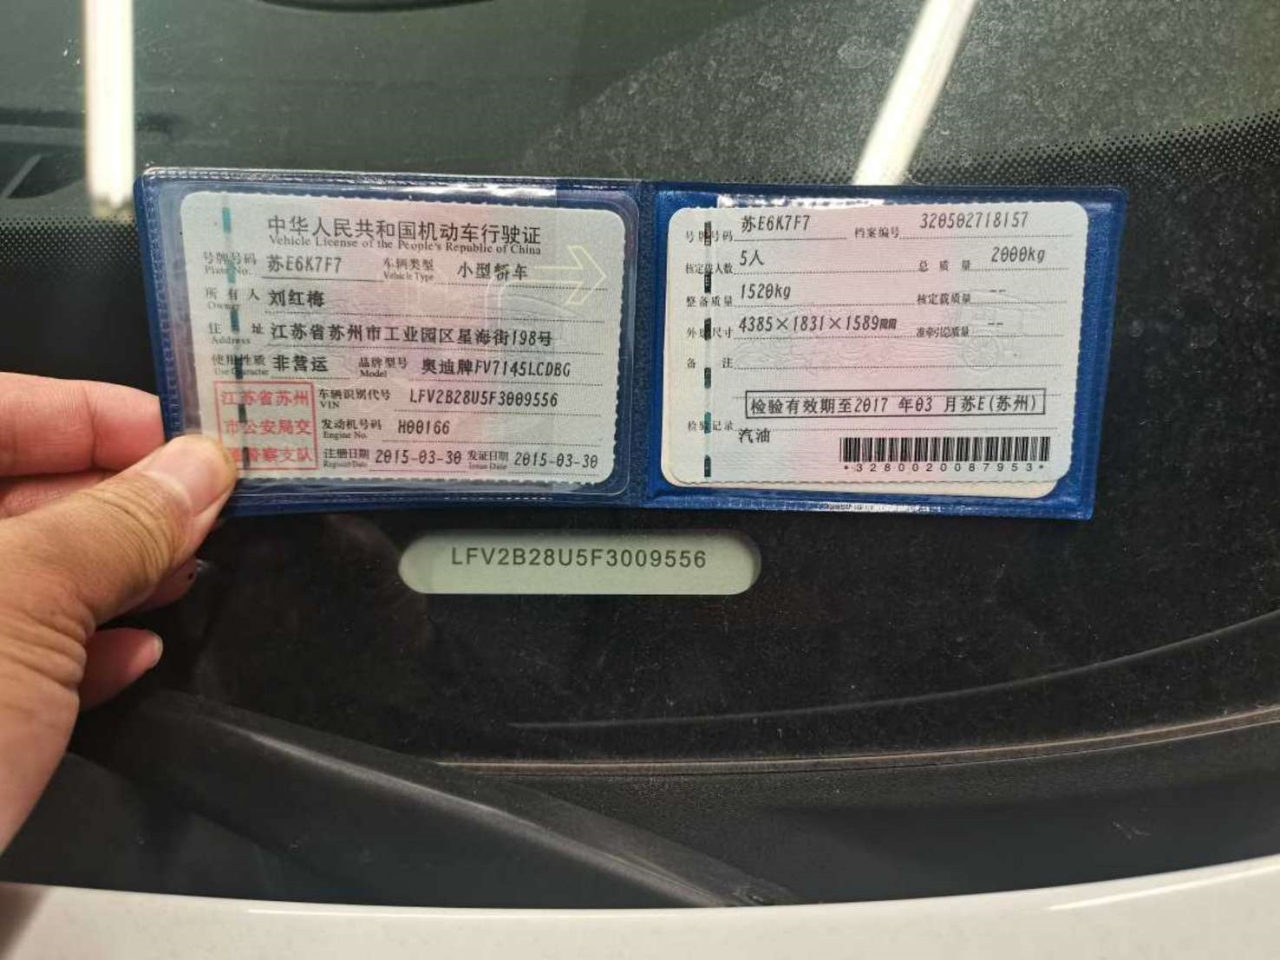 中华人民共和国机动车行驶证
Vehicle License of the People's Republic of China
号牌号码 苏E6K7F7 车辆类型 小型轿车
Plate No. Vehicle Type
所有人 刘红梅
Owner
住址 江苏省苏州市工业园区星海街198号
Address
使用性质 非营运 品牌型号 奥迪牌FV7145LCDBG
Use Character Model
江苏省苏州
市公安局交
警察支队
车辆识别代号 LFV2B28U5F3009556
VIN
发动机号码 H00166
Engine No.
注册日期 2015-03-30 发证日期 2015-03-30
Register Date Issue Date
号牌号码 苏E6K7F7 档案编号 320502718157
核定载人数 5人 总质量 2000kg
整备质量 1520kg 核定载质量 --
外廓尺寸 4385×1831×1589mm 准牵引总质量 --
备注
检验有效期至2017 年03 月苏E(苏州)
检验记录
汽油
*3280020087953*
LFV2B28U5F3009556